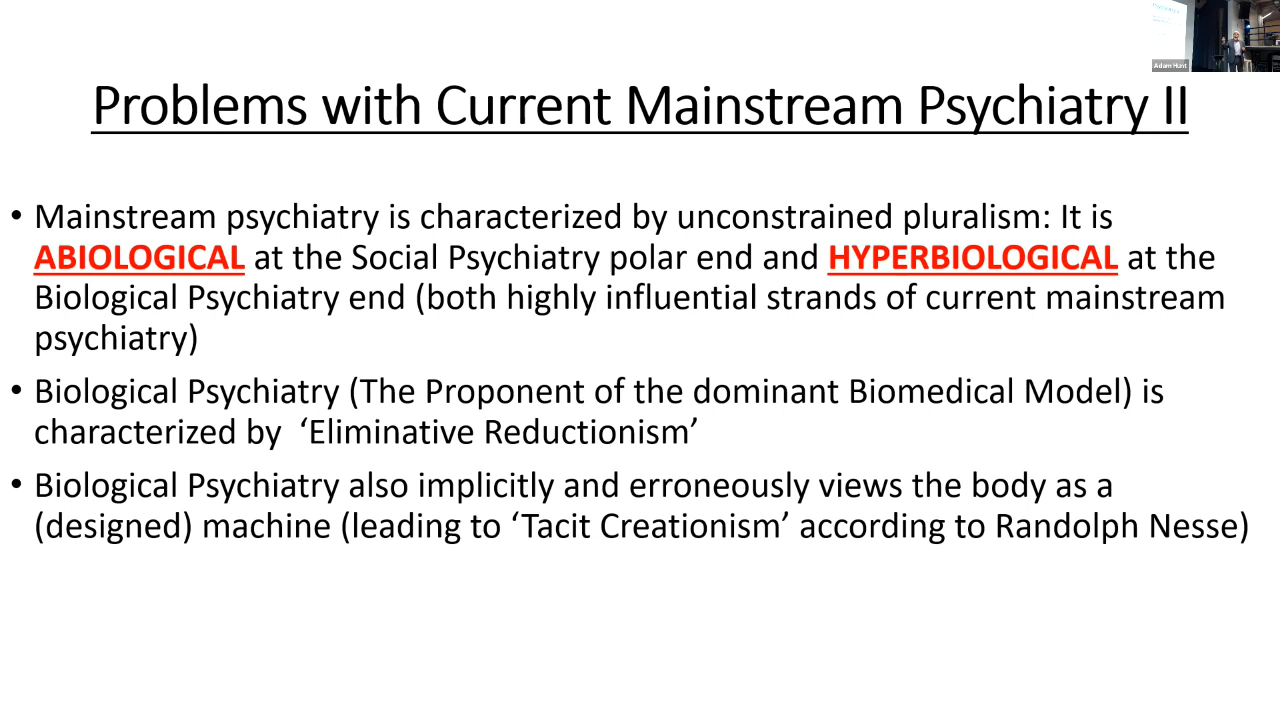 Adam Hunt
Problems with Current Mainstream Psychiatry II
• Mainstream psychiatry is characterized by unconstrained pluralism: It is
ABIOLOGICAL at the Social Psychiatry polar end and HYPERBIOLOGICAL at the
Biological Psychiatry end (both highly influential strands of current mainstream
psychiatry)
• Biological Psychiatry (The Proponent of the dominant Biomedical Model) is
characterized by  ‘Eliminative Reductionism’
• Biological Psychiatry also implicitly and erroneously views the body as a
(designed) machine (leading to ‘Tacit Creationism’ according to Randolph Nesse)